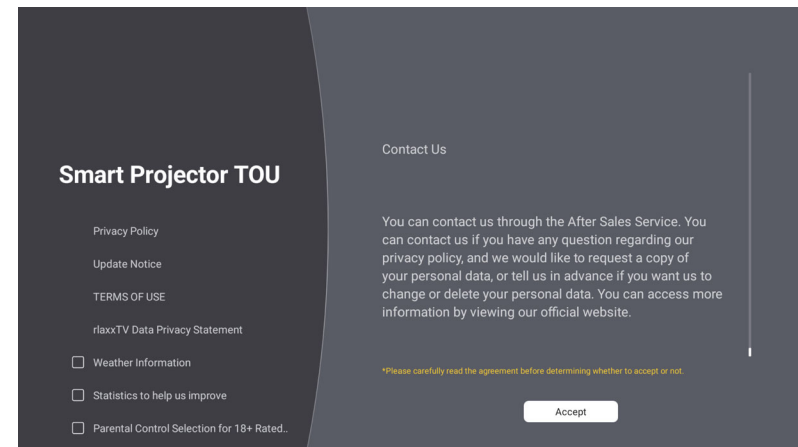 Smart Projector TOU
Privacy Policy
Update Notice
TERMS OF USE
rlaxxTV Data Privacy Statement
Weather Information
Statistics to help us improve
Parental Control Selection for 18+ Rated..
Contact Us
You can contact us through the After Sales Service. You
can contact us if you have any question regarding our
privacy policy, and we would like to request a copy of
your personal data, or tell us in advance if you want us to
change or delete your personal data. You can access more
information by viewing our official website.
*Please carefully read the agreement before determining whether to accept or not.
Accept